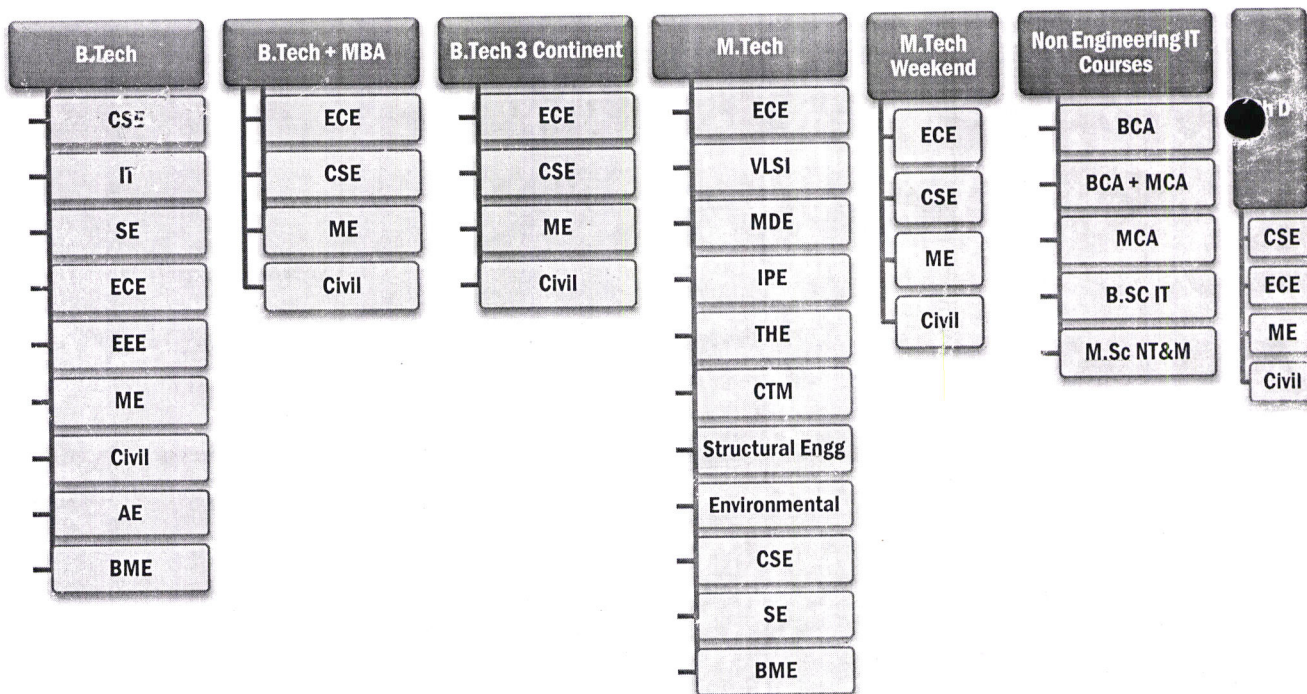 B.Tech
CSE
IT
SE
ECE
EEE
ME
Civil
AE
BME
B.Tech + MBA
ECE
CSE
ME
Civil
B.Tech 3 Continent
ECE
CSE
ME
Civil
M.Tech
ECE
VLSI
MDE
IPE
THE
CTM
Structural Engg
Environmental
CSE
SE
BME
M.Tech
Weekend
ECE
CSE
ME
Civil
Non Engineering IT
Courses
BCA
BCA + MCA
MCA
B.SC IT
M.Sc NT&M
CSE
ECE
ME
Civil